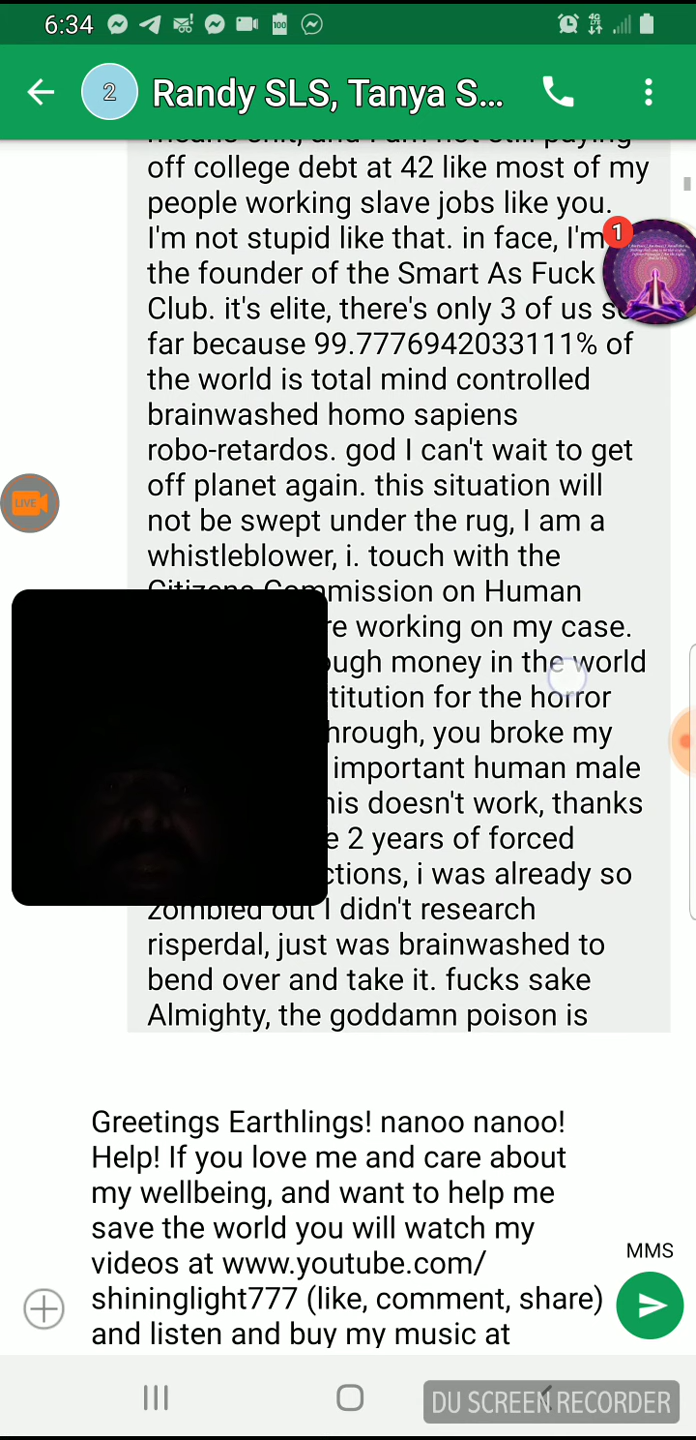 6:34
100
4G
2 Randy SLS, Tanya S...
off college debt at 42 like most of my
people working slave jobs like you.
I'm not stupid like that. in face, I'm
1
the founder of the Smart As Fuck
Club. it's elite, there's only 3 of us
far because 99.7776942033111% of
the world is total mind controlled
brainwashed homo sapiens
robo-retardos. god I can't wait to get
off planet again. this situation will
LIVE
not be swept under the rug, I am a
whistleblower, i. touch with the
Commission on Human
re working on my case.
ough money in the world
titution for the horror
hrough, you broke my
important human male
his doesn't work, thanks
e 2 years of forced
ctions, i was already so
zombied out I didn't research
risperdal, just was brainwashed to
bend over and take it. fucks sake
Almighty, the goddamn poison is
Greetings Earthlings! nanoo nanoo!
Help! If you love me and care about
my wellbeing, and want to help me
save the world you will watch my
videos at www.youtube.com/
MMS
shininglight777 (like, comment, share)
and listen and buy my music at
DU SCREEN RECORDER